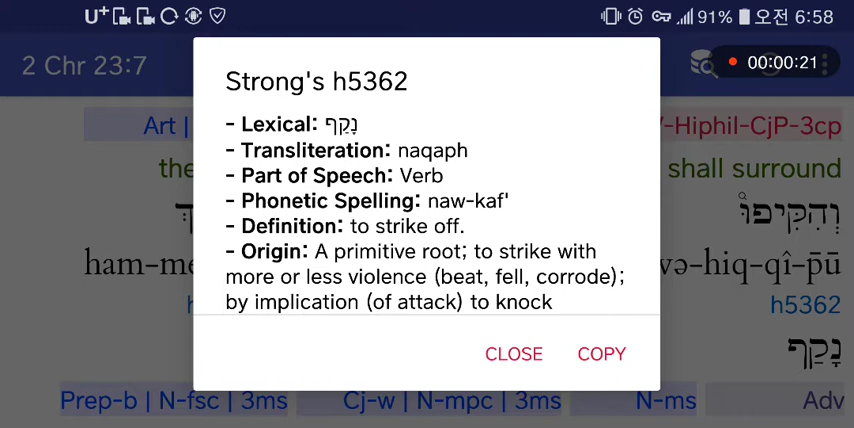 U+ 91% 오전 6:58
2 Chr 23:7 00:00:21
Strong's h5362
- Lexical: נָקַף
- Transliteration: naqaph
- Part of Speech: Verb
- Phonetic Spelling: naw-kaf'
- Definition: to strike off.
- Origin: A primitive root; to strike with
more or less violence (beat, fell, corrode);
by implication (of attack) to knock
CLOSE COPY
Art | -Hiphil-CjP-3cp
the shall surround
וְהִקִּיפוּ֩
ham-me və-hiq-qî-p̄ū
h h5362
נָקַף
Prep-b | N-fsc | 3ms Cj-w | N-mpc | 3ms N-ms Adv